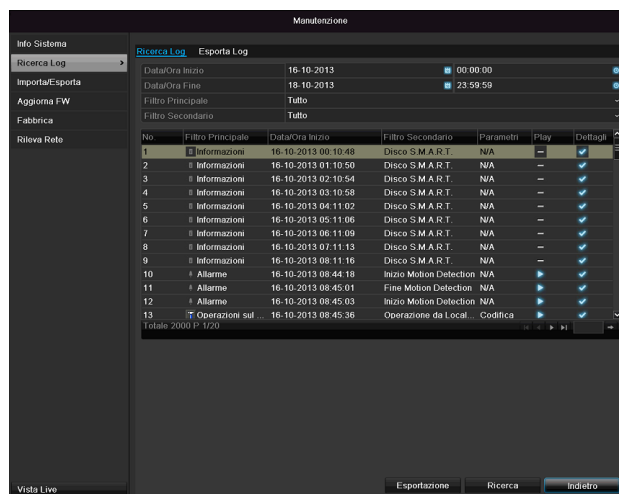 Manutenzione
Info Sistema
Ricerca Log
Importa/Esporta
Aggiorna FW
Fabbrica
Rileva Rete
Ricerca Log Esporta Log
Data/Ora Inizio 16-10-2013 00:00:00
Data/Ora Fine 18-10-2013 23:59:59
Filtro Principale Tutto
Filtro Secondario Tutto
No. Filtro Principale Data/Ora Inizio Filtro Secondario Parametri Play Dettagli
1 Informazioni 16-10-2013 00:10:48 Disco S.M.A.R.T. N/A –
2 Informazioni 16-10-2013 01:10:50 Disco S.M.A.R.T. N/A –
3 Informazioni 16-10-2013 02:10:54 Disco S.M.A.R.T. N/A –
4 Informazioni 16-10-2013 03:10:58 Disco S.M.A.R.T. N/A –
5 Informazioni 16-10-2013 04:11:02 Disco S.M.A.R.T. N/A –
6 Informazioni 16-10-2013 05:11:06 Disco S.M.A.R.T. N/A –
7 Informazioni 16-10-2013 06:11:09 Disco S.M.A.R.T. N/A –
8 Informazioni 16-10-2013 07:11:13 Disco S.M.A.R.T. N/A –
9 Informazioni 16-10-2013 08:11:16 Disco S.M.A.R.T. N/A –
10 Allarme 16-10-2013 08:44:18 Inizio Motion Detection N/A
11 Allarme 16-10-2013 08:45:01 Fine Motion Detection N/A
12 Allarme 16-10-2013 08:45:03 Inizio Motion Detection N/A
13 Operazioni sul ... 16-10-2013 08:45:36 Operazione da Local... Codifica
Totale 2000 P 1/20
Vista Live
Esportazione Ricerca Indietro